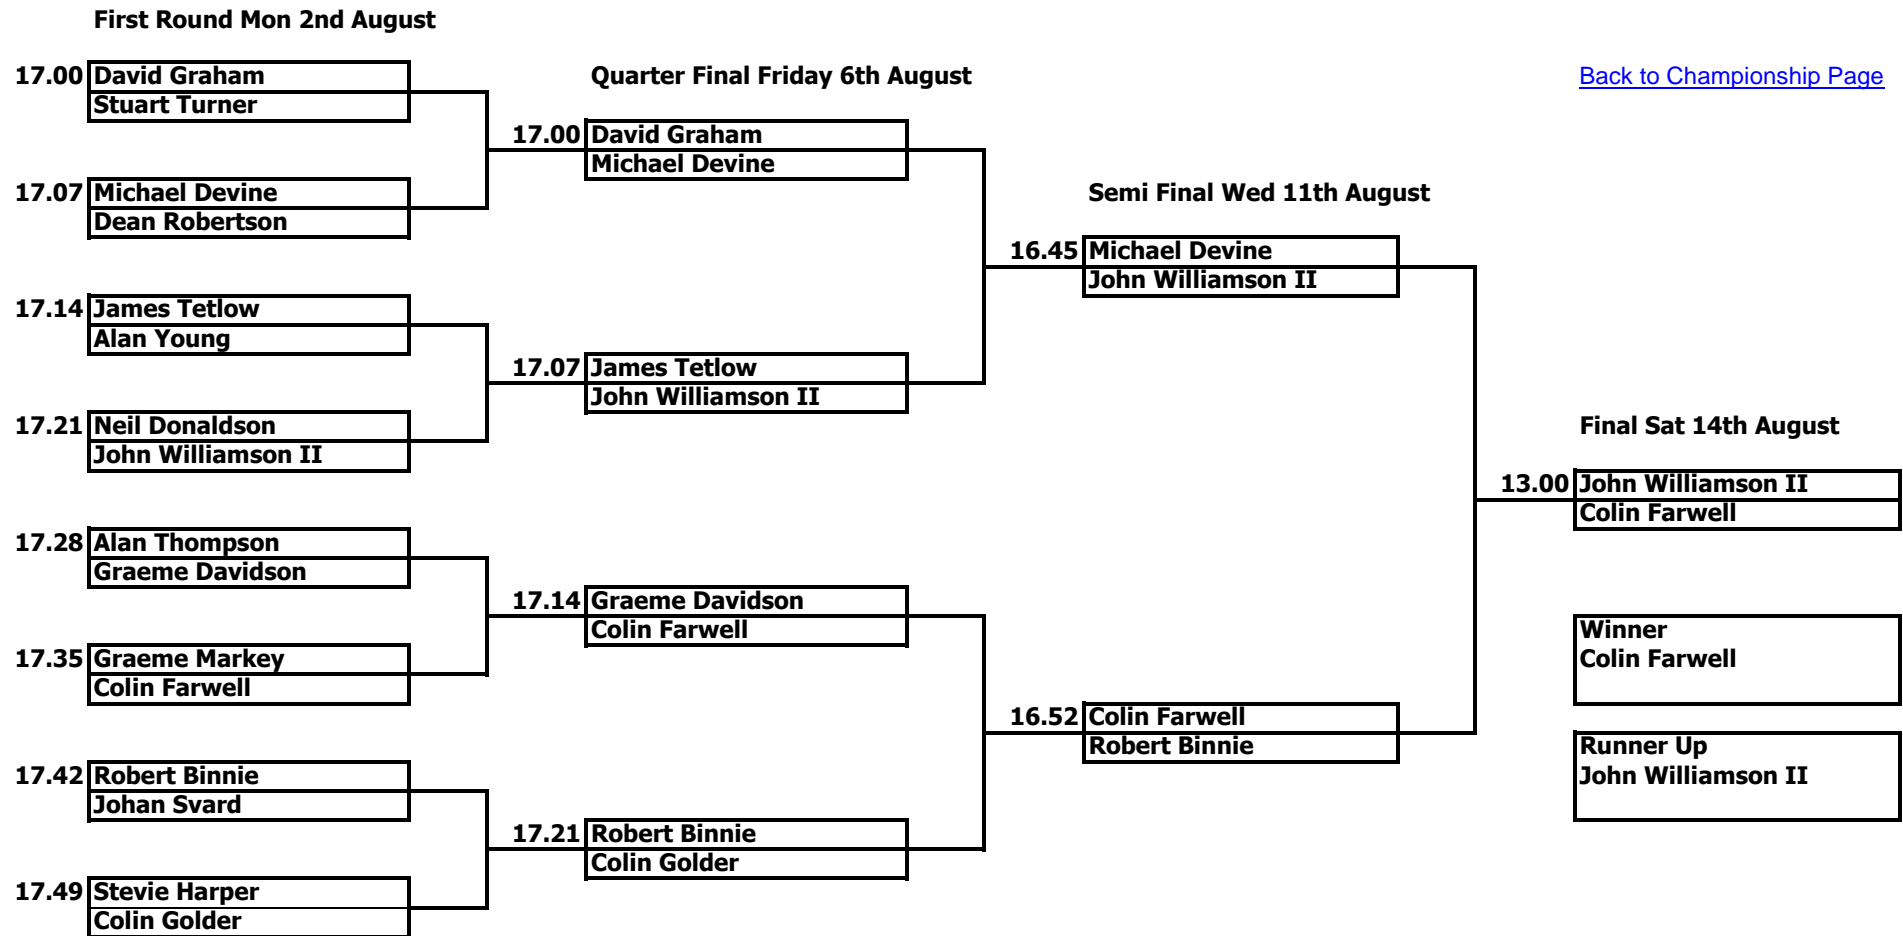 First Round Mon 2nd August
17.00 David Graham
Stuart Turner
17.07 Michael Devine
Dean Robertson
17.14 James Tetlow
Alan Young
17.21 Neil Donaldson
John Williamson II
17.28 Alan Thompson
Graeme Davidson
17.35 Graeme Markey
Colin Farwell
17.42 Robert Binnie
Johan Svard
17.49 Stevie Harper
Colin Golder
Quarter Final Friday 6th August
17.00 David Graham
Michael Devine
17.07 James Tetlow
John Williamson II
17.14 Graeme Davidson
Colin Farwell
17.21 Robert Binnie
Colin Golder
Semi Final Wed 11th August
16.45 Michael Devine
John Williamson II
16.52 Colin Farwell
Robert Binnie
Back to Championship Page
Final Sat 14th August
13.00 John Williamson II
Colin Farwell
Winner
Colin Farwell
Runner Up
John Williamson II